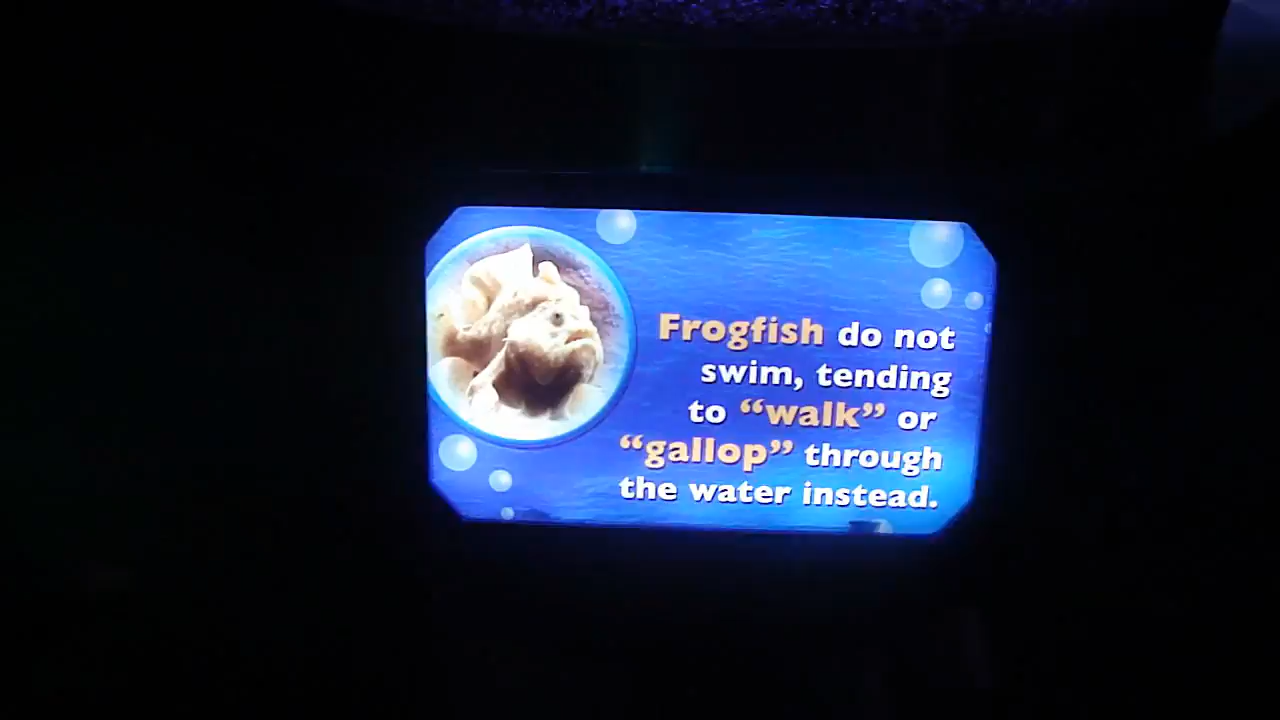 Frogfish do not
swim, tending
to “walk” or
“gallop” through
the water instead.